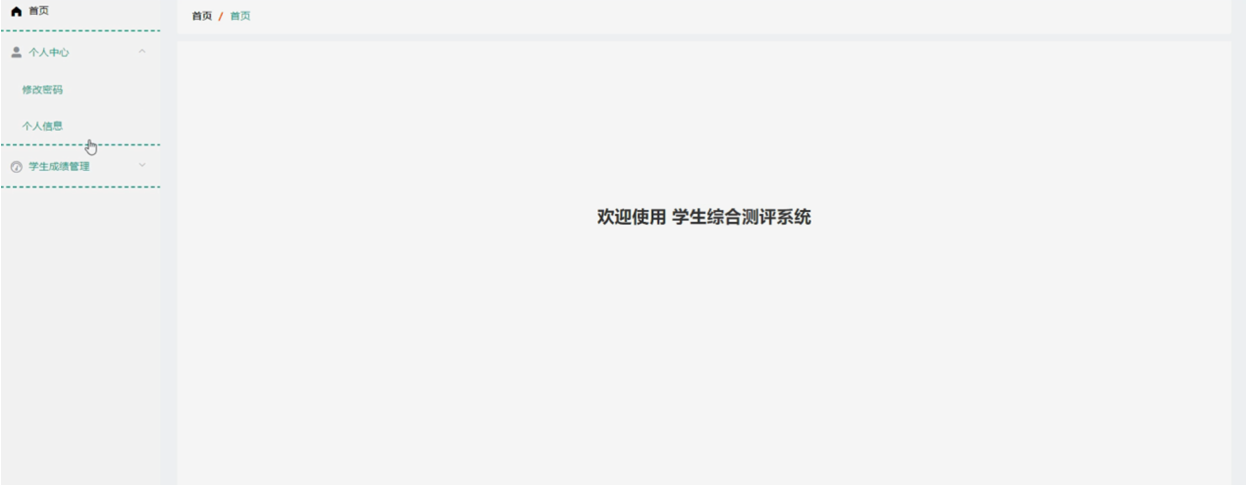 首页
个人中心
修改密码
个人信息
学生成绩管理
首页 / 首页
欢迎使用 学生综合测评系统